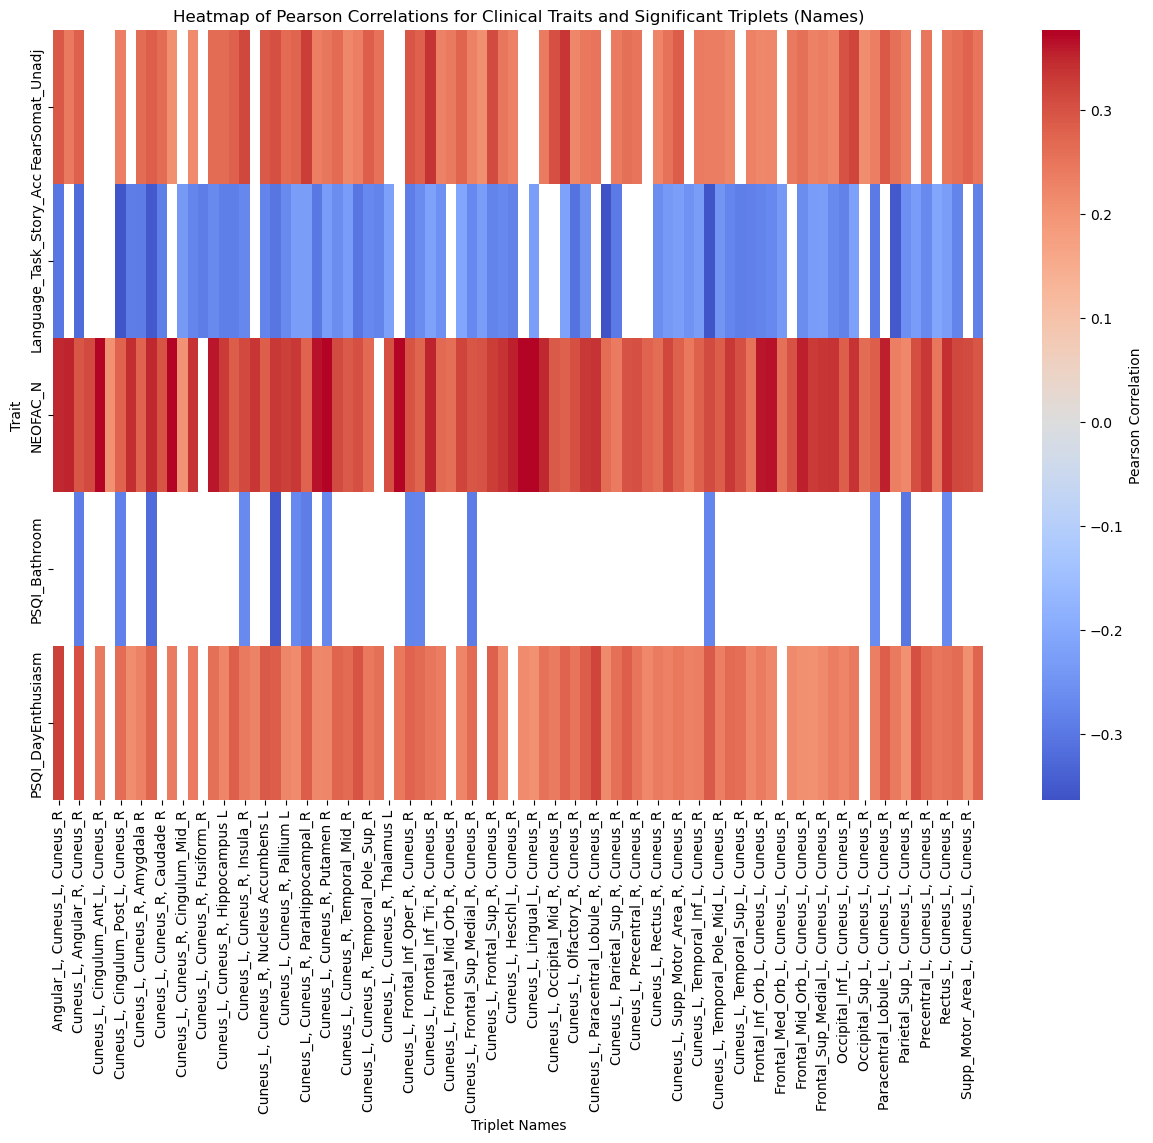 Heatmap of Pearson Correlations for Clinical Traits and Significant Triplets (Names)
Trait
FearSomat_Unadj
Language_Task_Story_Acc
NEOFAC_N
PSQI_Bathroom
PSQI_DayEnthusiasm
Angular_L, Cuneus_L, Cuneus_R
Cuneus_L, Angular_R, Cuneus_R
Cuneus_L, Cingulum_Ant_L, Cuneus_R
Cuneus_L, Cingulum_Post_L, Cuneus_R
Cuneus_L, Cuneus_R, Amygdala R
Cuneus_L, Cuneus_R, Caudade R
Cuneus_L, Cuneus_R, Cingulum_Mid_R
Cuneus_L, Cuneus_R, Fusiform_R
Cuneus_L, Cuneus_R, Hippocampus L
Cuneus_L, Cuneus_R, Insula_R
Cuneus_L, Cuneus_R, Nucleus Accumbens L
Cuneus_L, Cuneus_R, Pallium L
Cuneus_L, Cuneus_R, ParaHippocampal_R
Cuneus_L, Cuneus_R, Putamen R
Cuneus_L, Cuneus_R, Temporal_Mid_R
Cuneus_L, Cuneus_R, Temporal_Pole_Sup_R
Cuneus_L, Cuneus_R, Thalamus L
Cuneus_L, Frontal_Inf_Oper_R, Cuneus_R
Cuneus_L, Frontal_Inf_Tri_R, Cuneus_R
Cuneus_L, Frontal_Mid_Orb_R, Cuneus_R
Cuneus_L, Frontal_Sup_Medial_R, Cuneus_R
Cuneus_L, Frontal_Sup_R, Cuneus_R
Cuneus_L, Heschl_L, Cuneus_R
Cuneus_L, Lingual_L, Cuneus_R
Cuneus_L, Occipital_Mid_R, Cuneus_R
Cuneus_L, Olfactory_R, Cuneus_R
Cuneus_L, Paracentral_Lobule_R, Cuneus_R
Cuneus_L, Parietal_Sup_R, Cuneus_R
Cuneus_L, Precentral_R, Cuneus_R
Cuneus_L, Rectus_R, Cuneus_R
Cuneus_L, Supp_Motor_Area_R, Cuneus_R
Cuneus_L, Temporal_Inf_L, Cuneus_R
Cuneus_L, Temporal_Pole_Mid_L, Cuneus_R
Cuneus_L, Temporal_Sup_L, Cuneus_R
Frontal_Inf_Orb_L, Cuneus_L, Cuneus_R
Frontal_Med_Orb_L, Cuneus_L, Cuneus_R
Frontal_Mid_Orb_L, Cuneus_L, Cuneus_R
Frontal_Sup_Medial_L, Cuneus_L, Cuneus_R
Occipital_Inf_L, Cuneus_L, Cuneus_R
Occipital_Sup_L, Cuneus_L, Cuneus_R
Paracentral_Lobule_L, Cuneus_L, Cuneus_R
Parietal_Sup_L, Cuneus_L, Cuneus_R
Precentral_L, Cuneus_L, Cuneus_R
Rectus_L, Cuneus_L, Cuneus_R
Supp_Motor_Area_L, Cuneus_L, Cuneus_R
Triplet Names
0.3
0.2
0.1
0.0
−0.1
−0.2
−0.3
Pearson Correlation